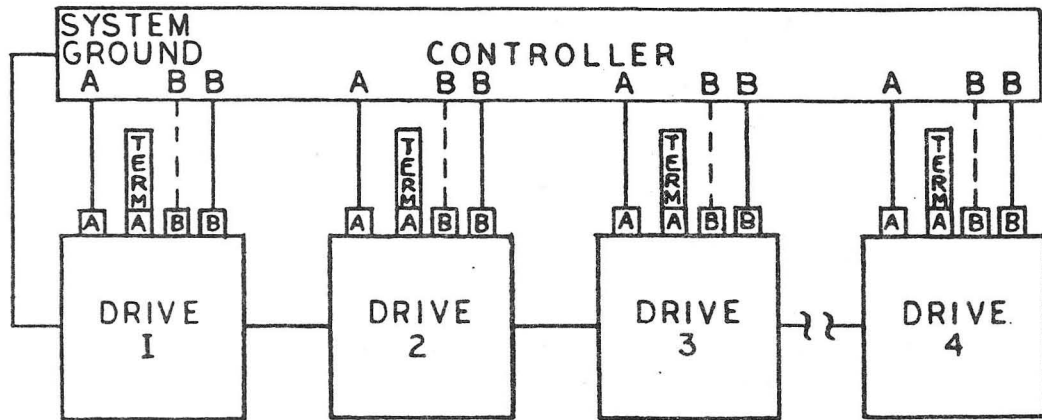 SYSTEM
GROUND
CONTROLLER
A B B A B B A B B A B B
TERM TERM TERM TERM
A A B B A A B B A A B B A A B B
DRIVE DRIVE DRIVE DRIVE
I 2 3 4